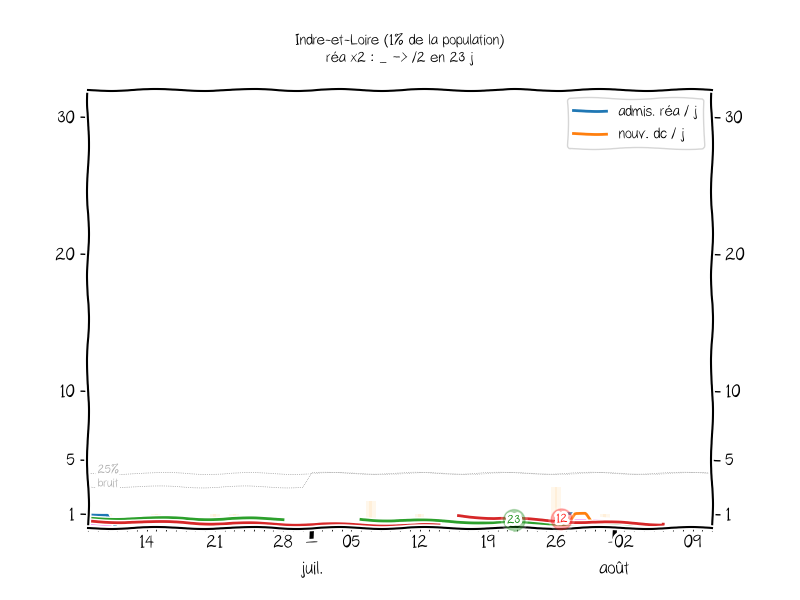 Indre-et-Loire (1% de la population)
réa x2 : _ -> /2 en 23 j
admis. réa / j
nouv. dc / j
30
20
10
5
1
30
20
10
5
1
25%
bruit
23
12
14 21 28 05 12 19 26 02 09
juil. août